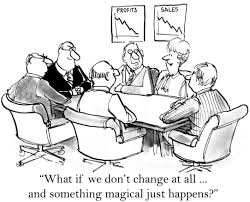 PROFITS
SALES
“What if we don’t change at all ...
and something magical just happens?”